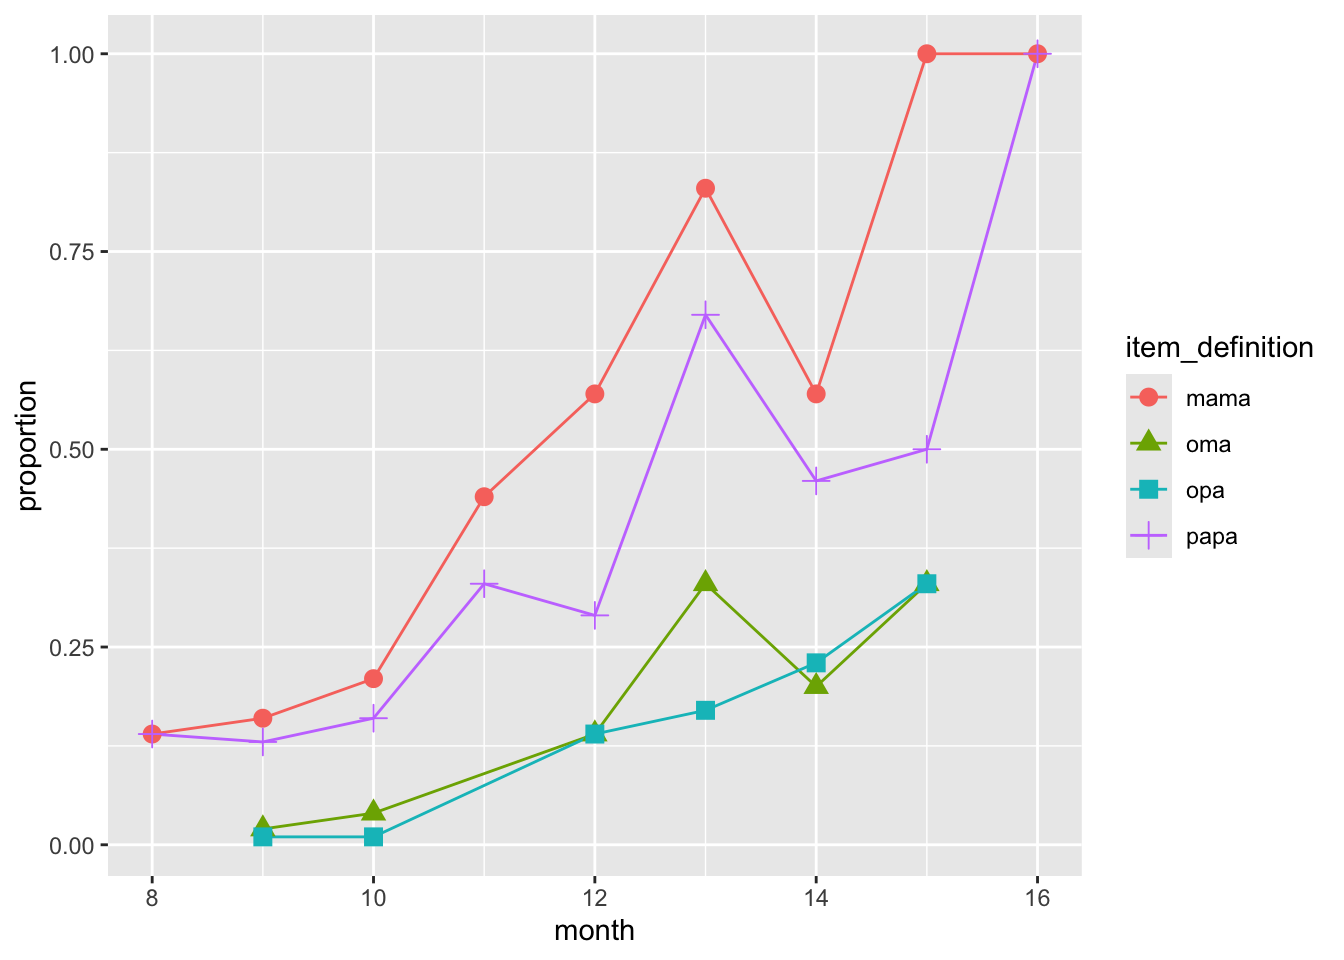 1.00
0.75
0.50
0.25
0.00
proportion
8 10 12 14 16
month
item_definition
mama
oma
opa
papa